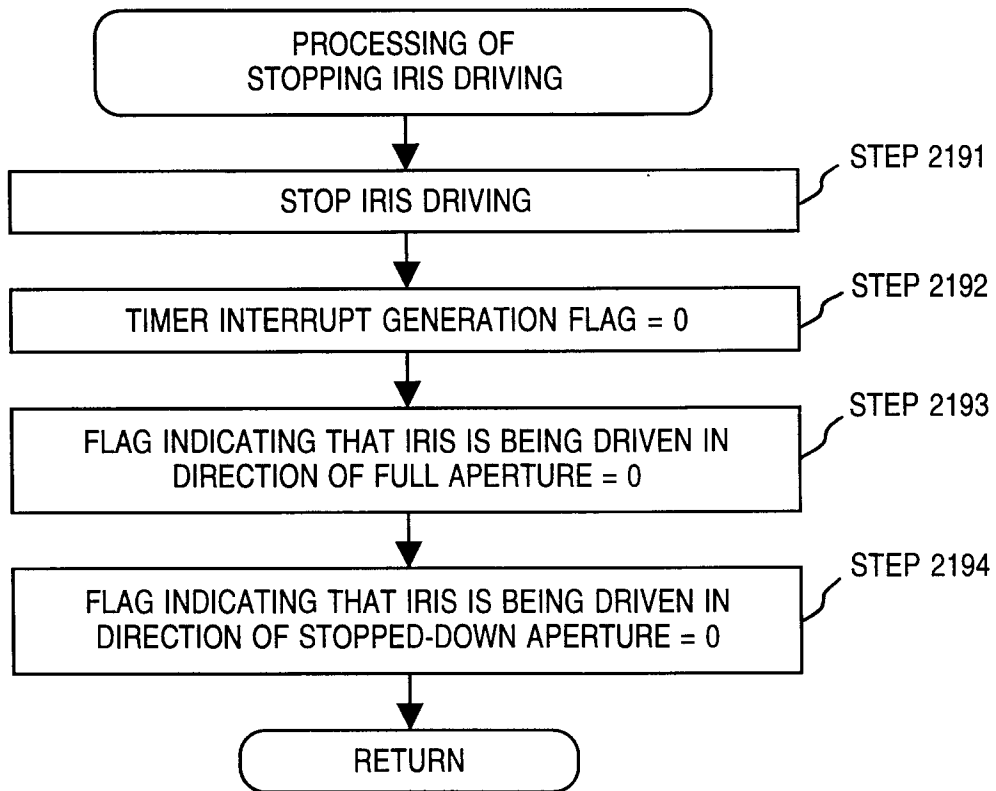 PROCESSING OF
STOPPING IRIS DRIVING
STEP 2191
STOP IRIS DRIVING
STEP 2192
TIMER INTERRUPT GENERATION FLAG = 0
STEP 2193
FLAG INDICATING THAT IRIS IS BEING DRIVEN IN
DIRECTION OF FULL APERTURE = 0
STEP 2194
FLAG INDICATING THAT IRIS IS BEING DRIVEN IN
DIRECTION OF STOPPED-DOWN APERTURE = 0
RETURN